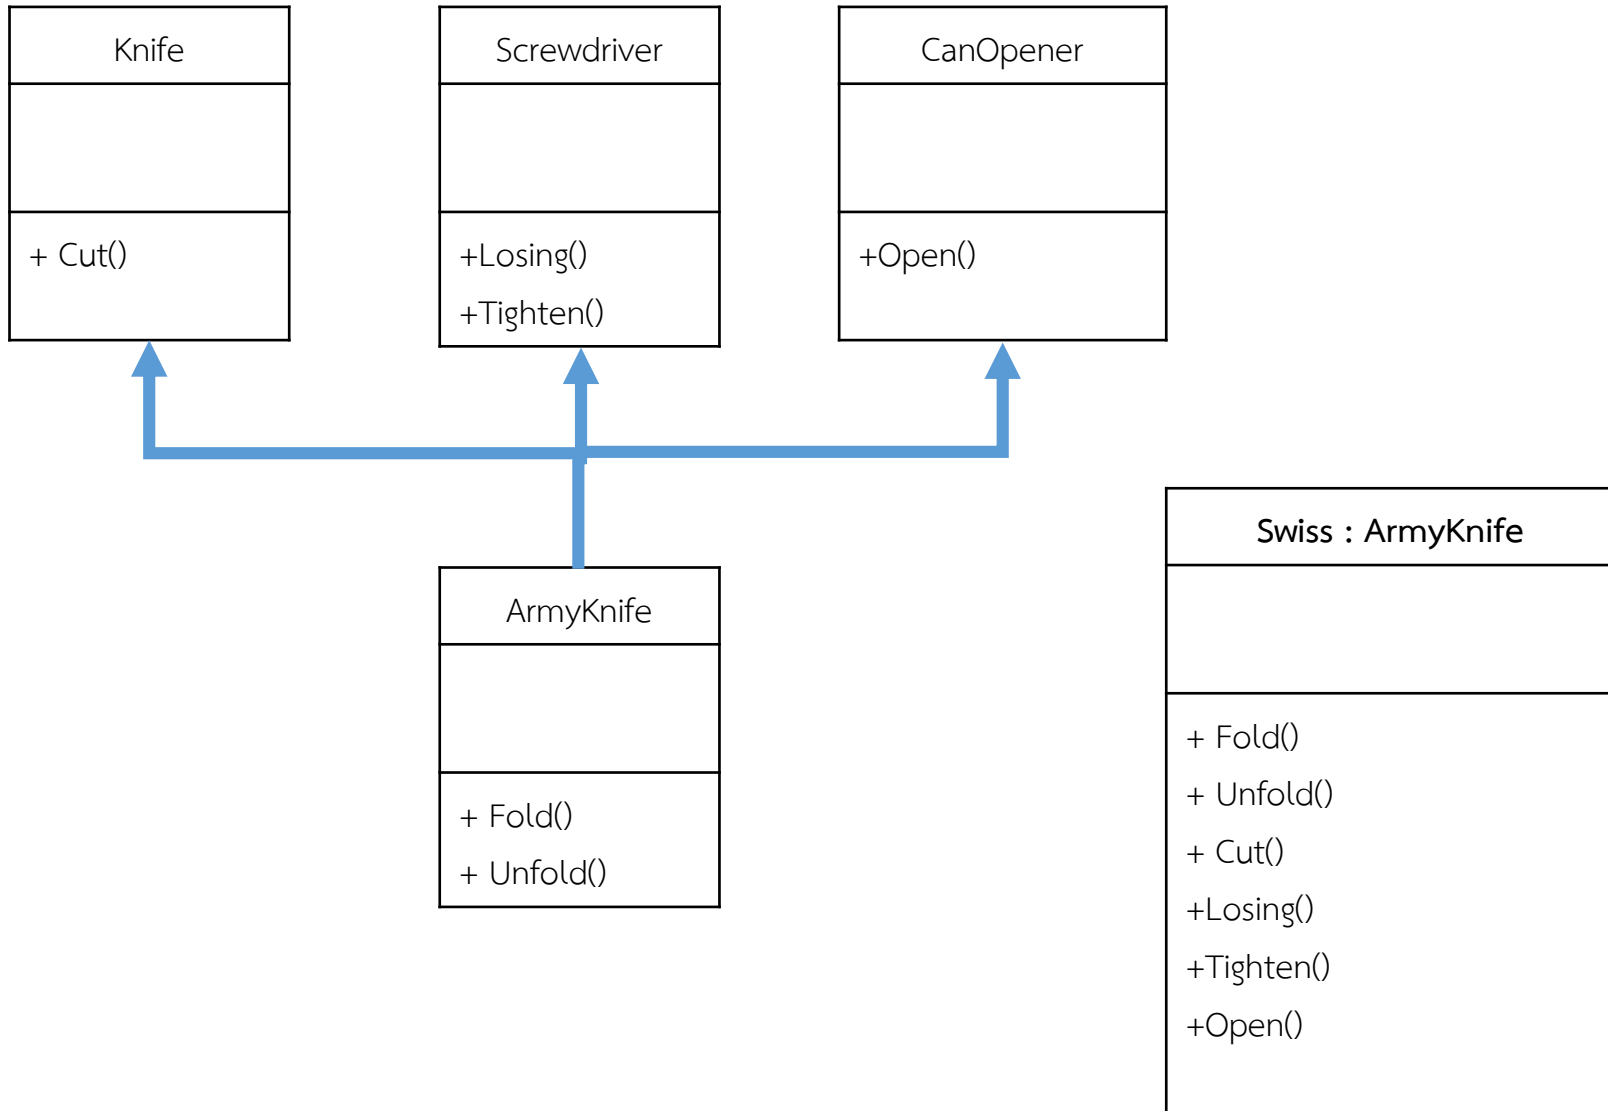 Knife
+ Cut()
Screwdriver
+Losing()
+Tighten()
CanOpener
+Open()
ArmyKnife
+ Fold()
+ Unfold()
Swiss : ArmyKnife
+ Fold()
+ Unfold()
+ Cut()
+Losing()
+Tighten()
+Open()